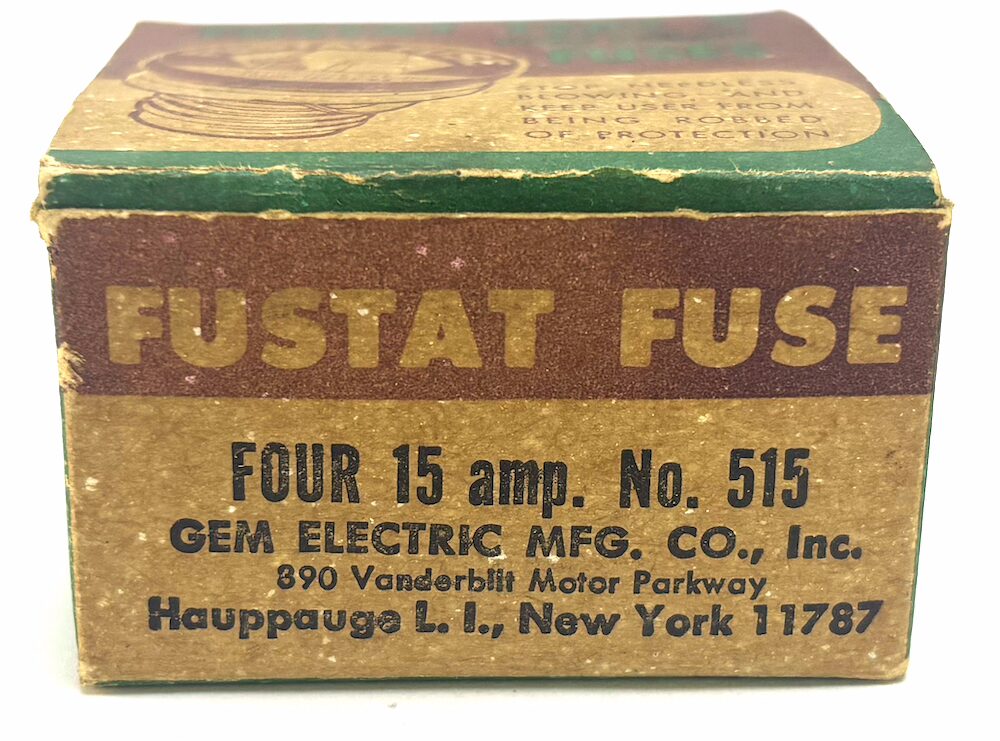 FUSES
STOP NEEDLESS
BLOWING, AND
KEEP USER FROM
BEING ROBBED
OF PROTECTION
FUSTAT FUSE
FOUR 15 amp. No. 515
GEM ELECTRIC MFG. CO., Inc.
890 Vanderbilt Motor Parkway
Hauppauge L. I., New York 11787